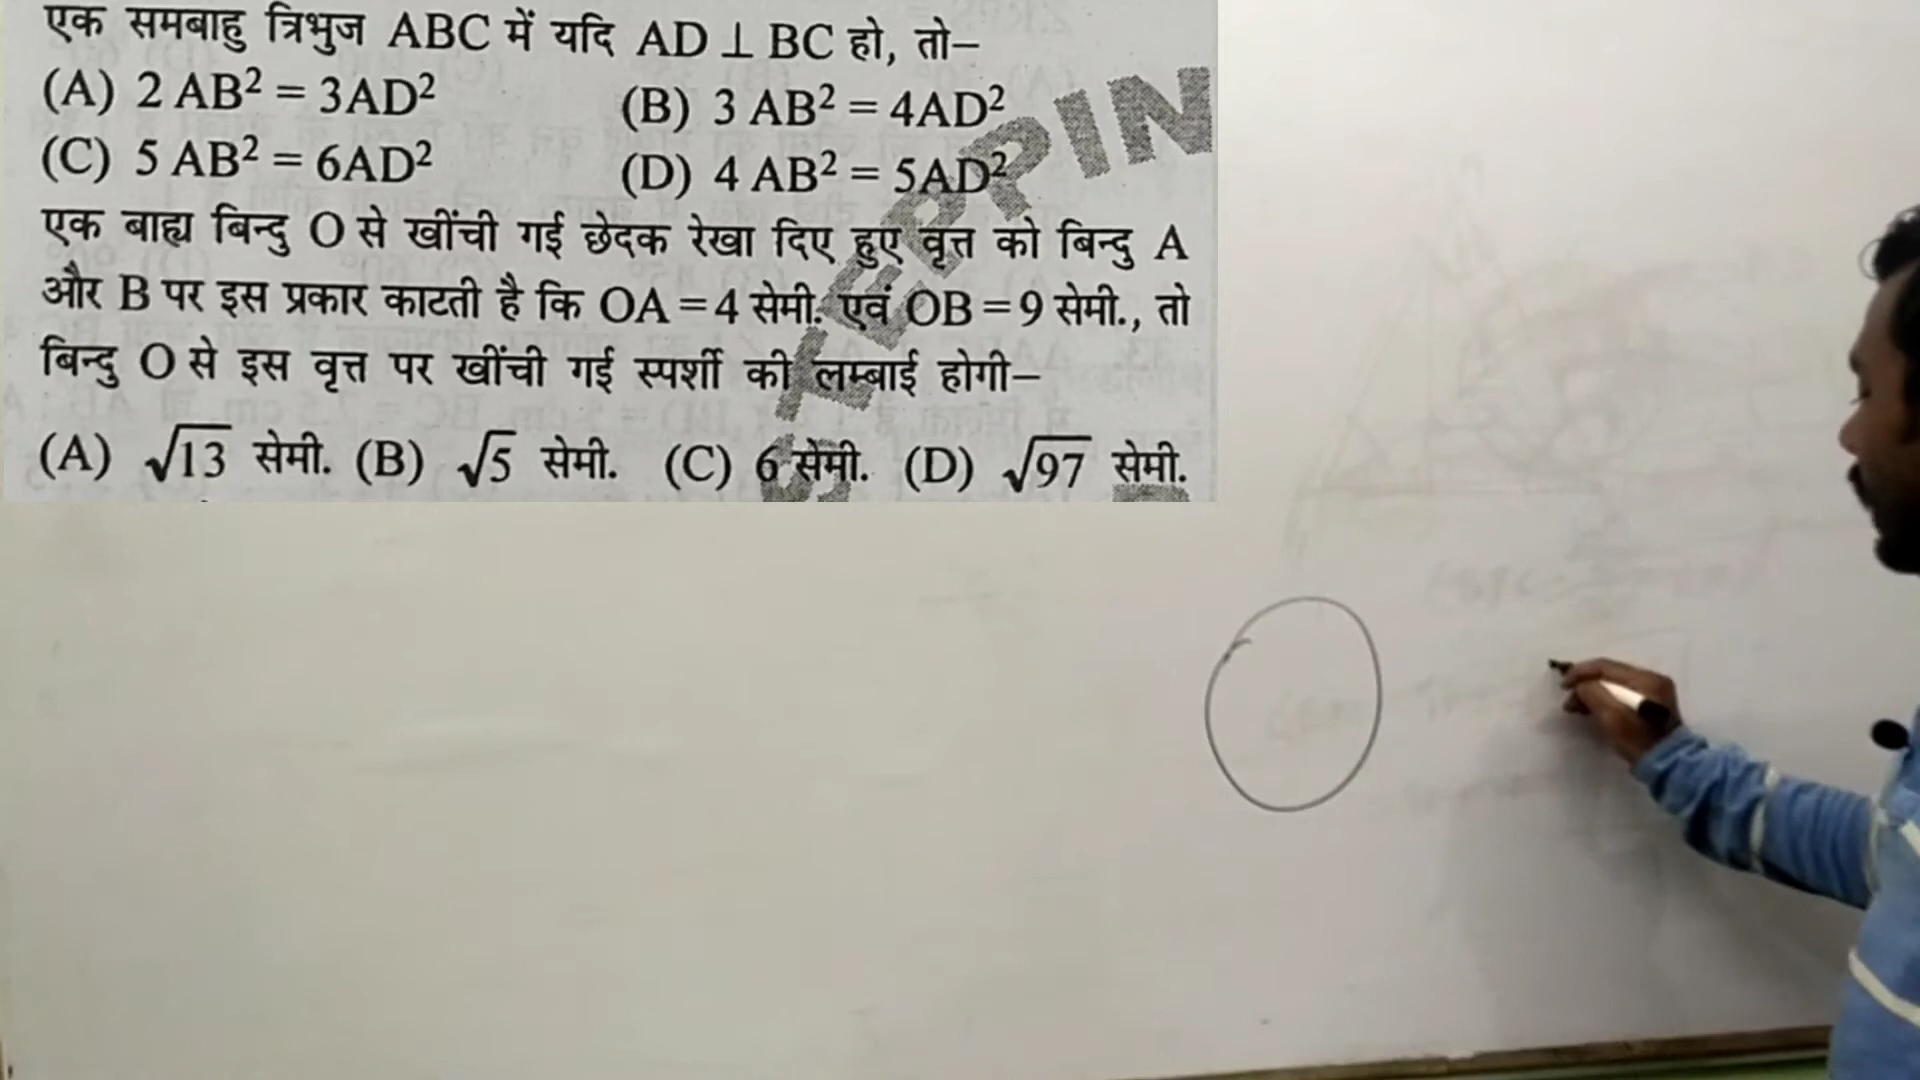 एक समबाहु त्रिभुज ABC में यदि AD ⊥ BC हो, तो–
(A) 2 AB² = 3AD² (B) 3 AB² = 4AD²
(C) 5 AB² = 6AD² (D) 4 AB² = 5AD²
एक बाह्य बिन्दु O से खींची गई छेदक रेखा दिए हुए वृत्त को बिन्दु A
और B पर इस प्रकार काटती है कि OA = 4 सेमी. एवं OB = 9 सेमी., तो
बिन्दु O से इस वृत्त पर खींची गई स्पर्शी की लम्बाई होगी–
(A) √13 सेमी. (B) √5 सेमी. (C) 6 सेमी. (D) √97 सेमी.
STEPPIN